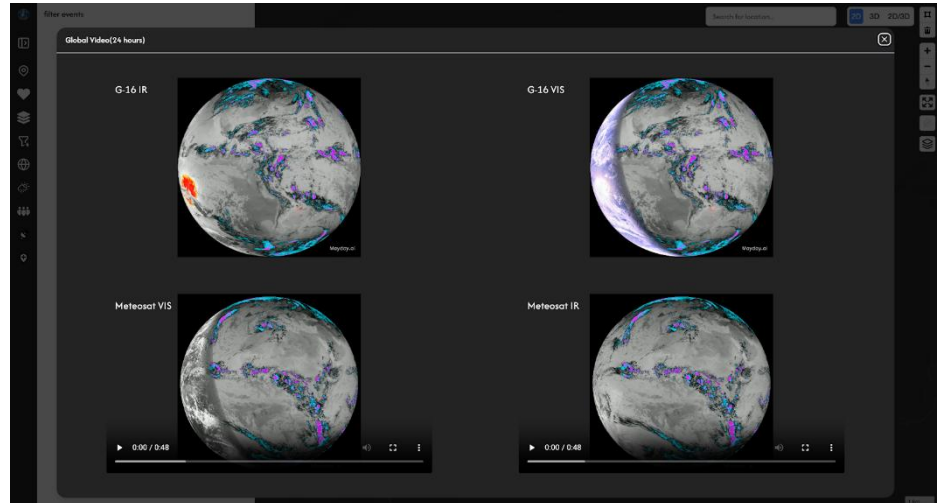 filter events
Search for location...
2D 3D 2D/3D
Global Video(24 hours)
G-16 IR
G-16 VIS
Mayday.ai
Mayday.ai
Meteosat VIS
Meteosat IR
0:00 / 0:48
0:00 / 0:48